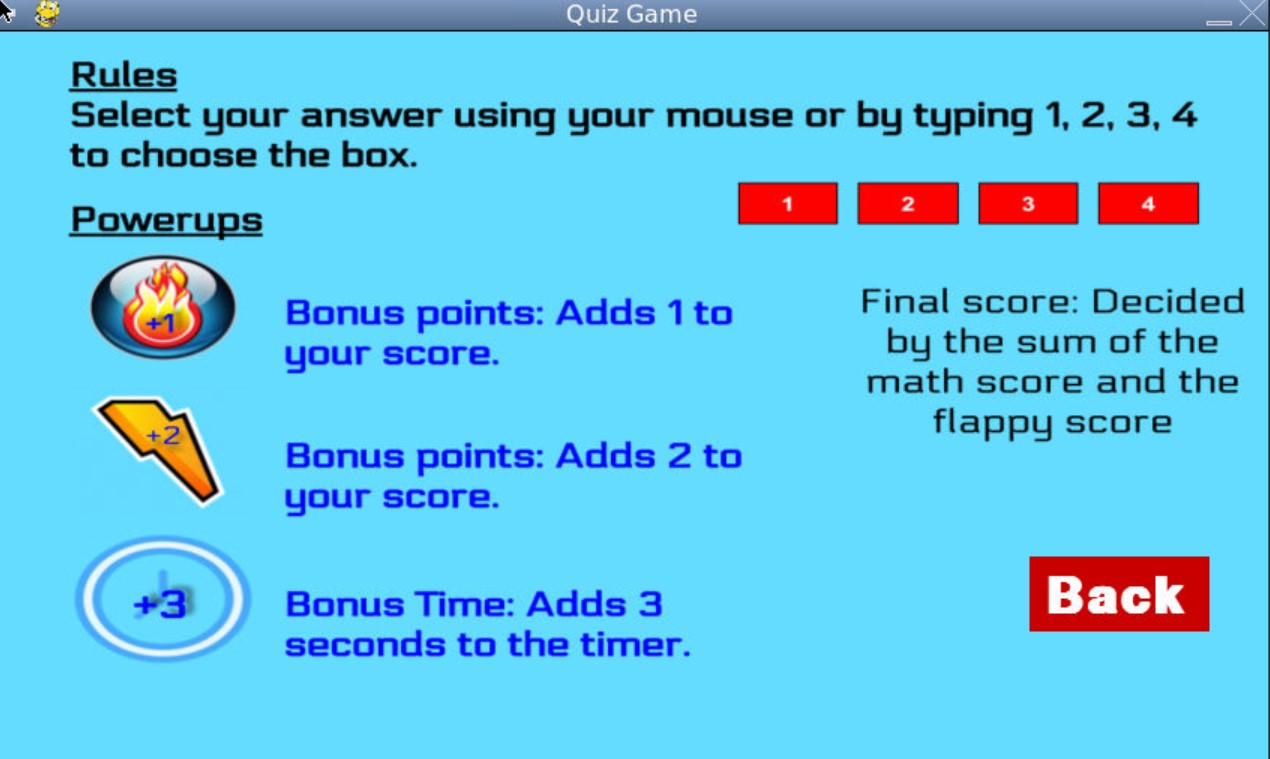 Quiz Game
Rules
Select your answer using your mouse or by typing 1, 2, 3, 4
to choose the box.
1 2 3 4
Powerups
+1
Bonus points: Adds 1 to
your score.
Final score: Decided
by the sum of the
math score and the
flappy score
+2
Bonus points: Adds 2 to
your score.
+3
Bonus Time: Adds 3
seconds to the timer.
Back